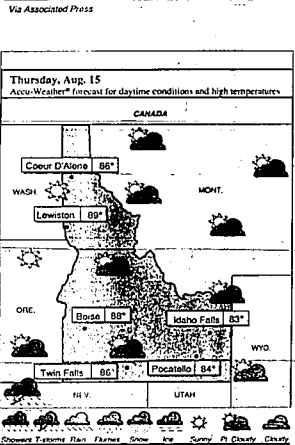 Via Associated Press
Thursday, Aug. 15
Accu-Weather® forecast for daytime conditions and high temperatures
CANADA
Coeur D'Alene 86°
WASH.
MONT.
Lewiston 89°
ORE.
Boise 88°
Idaho Falls 83°
WYO.
Twin Falls 86°
Pocatello 84°
NEV.
UTAH
Showers T-storms Rain Flurries Snow Ice Sunny Pt. Cloudy Cloudy